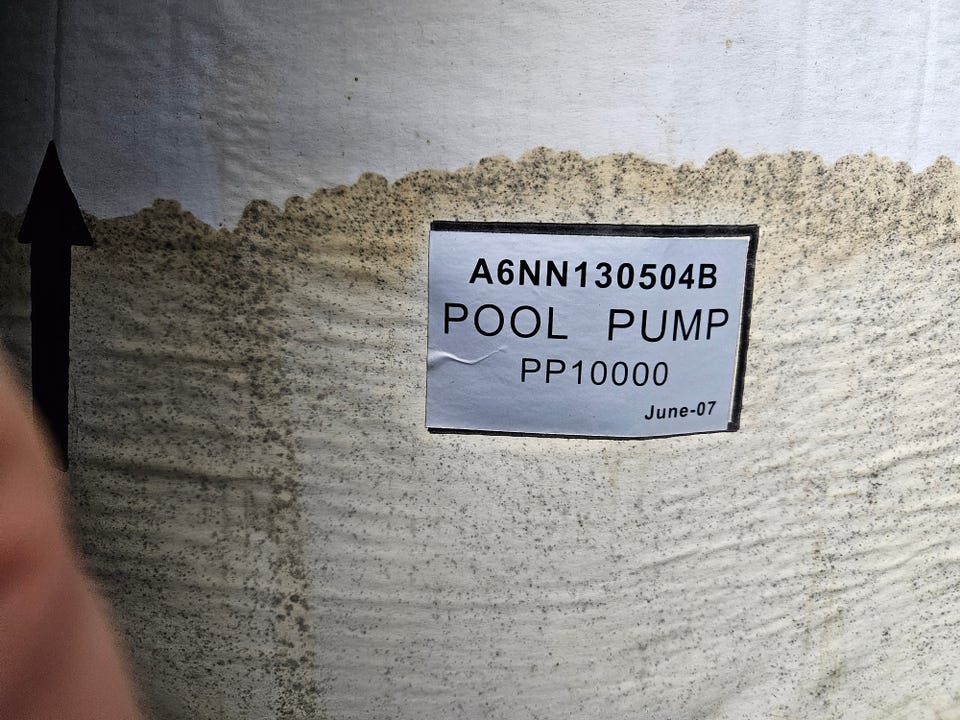 A6NN130504B
POOL PUMP
PP10000
June-07